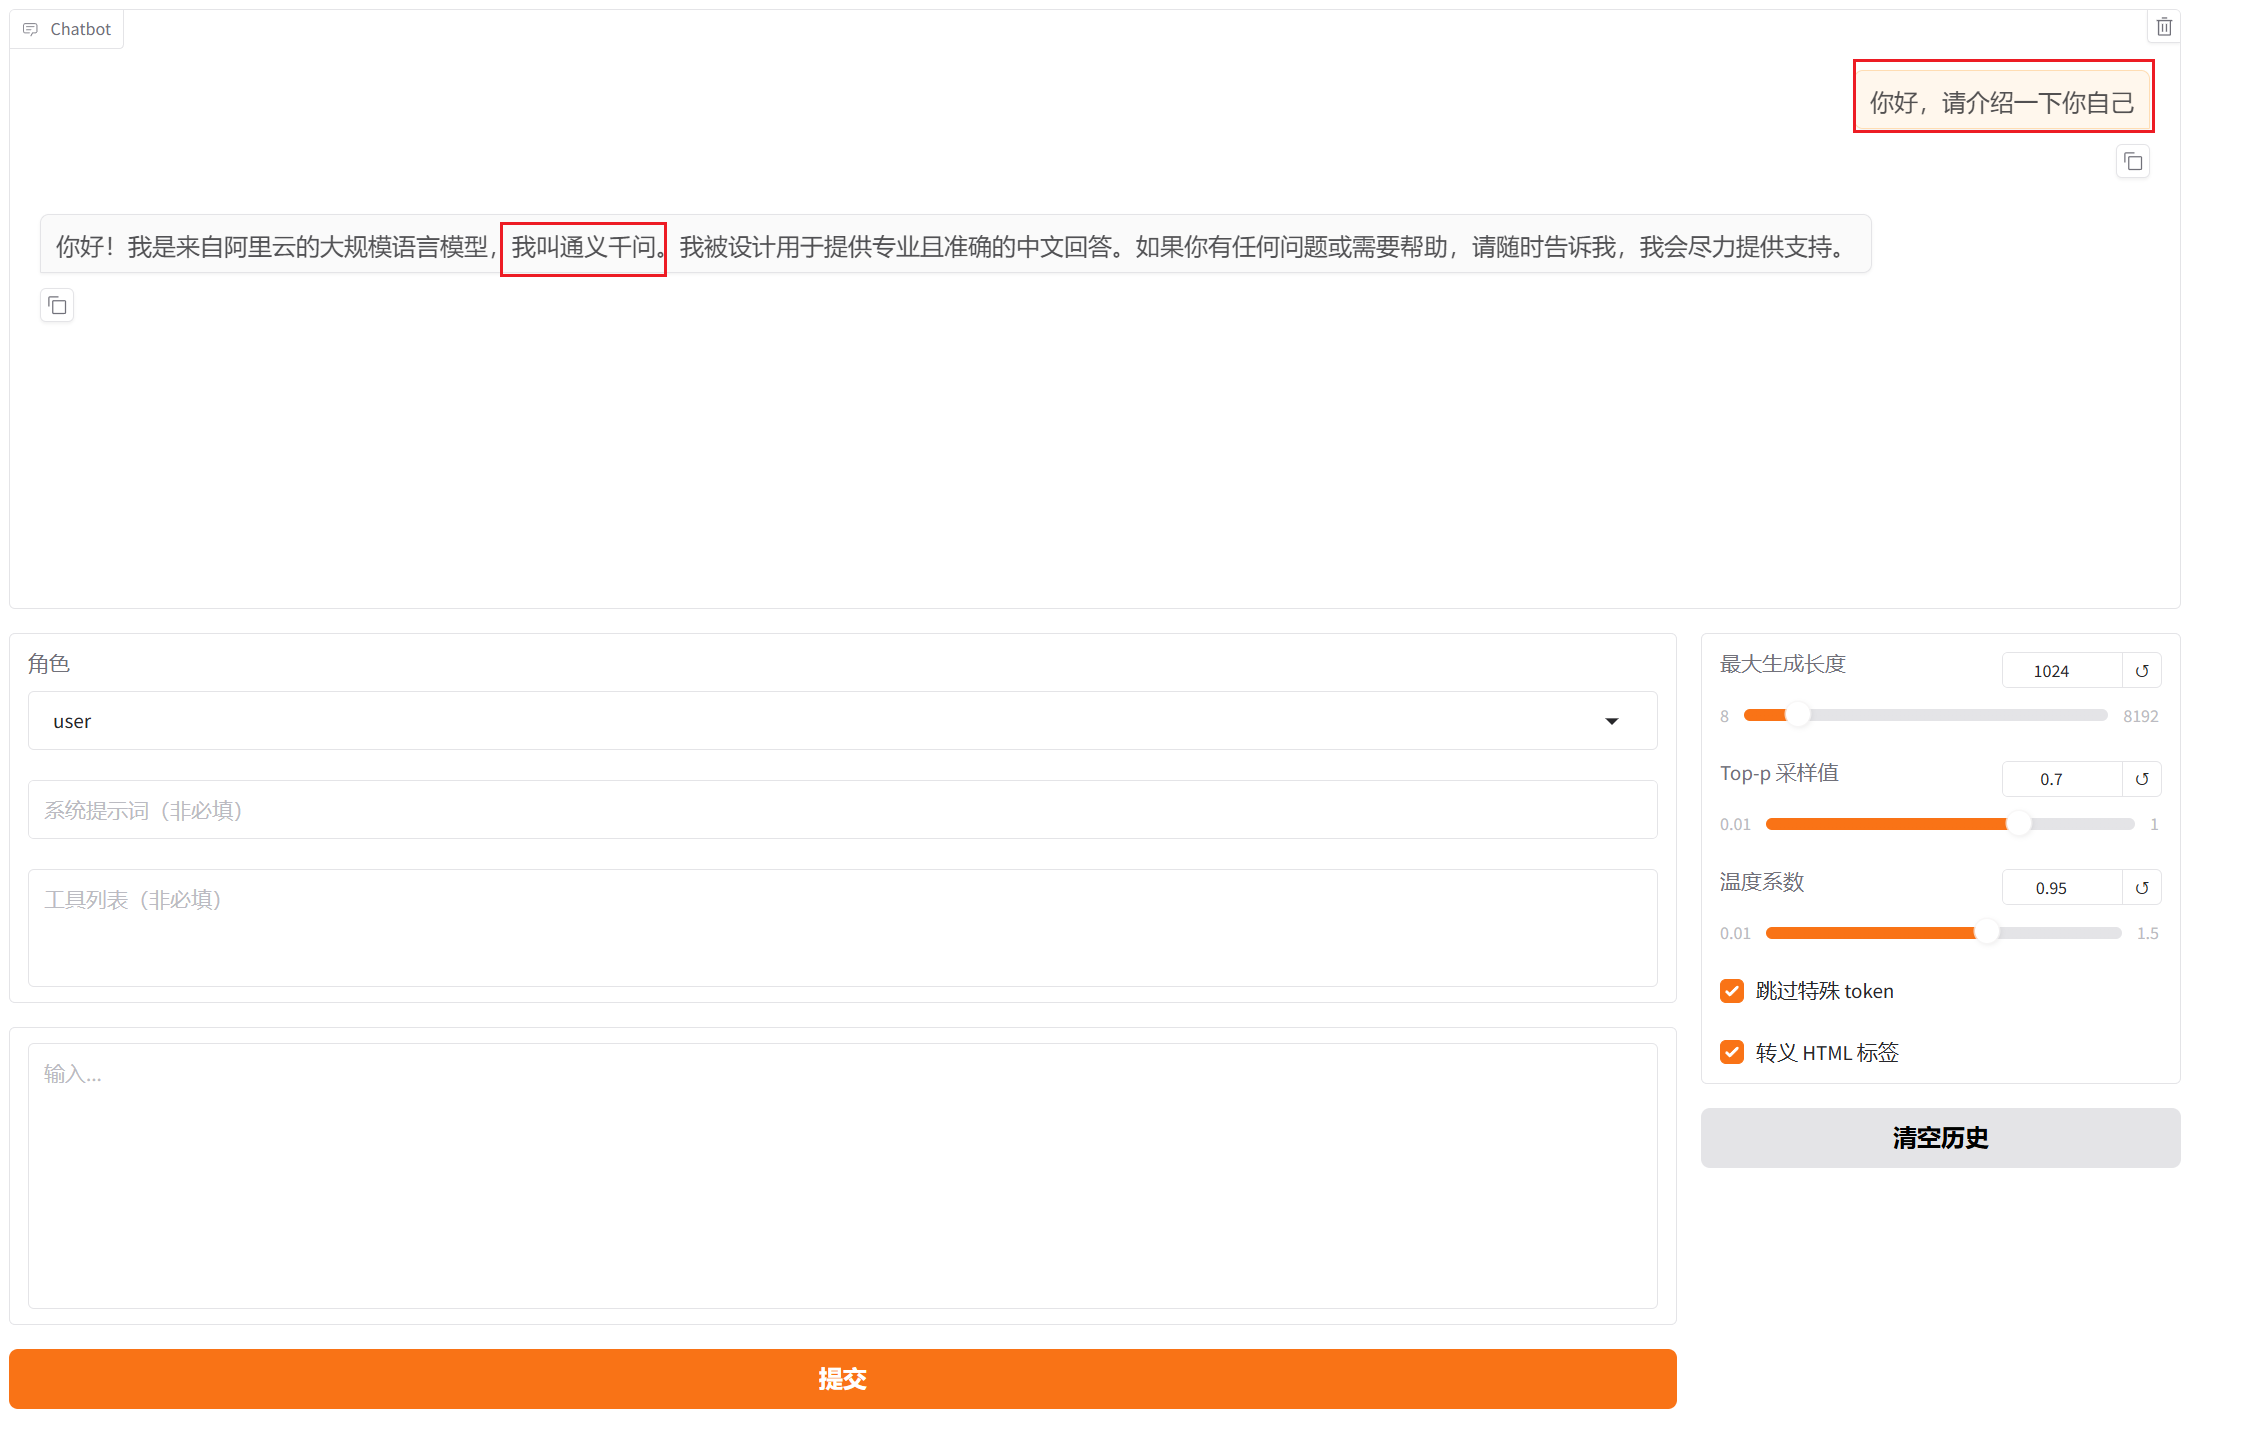 Chatbot
你好，请介绍一下你自己
你好！我是来自阿里云的大规模语言模型，我叫通义千问。我被设计用于提供专业且准确的中文回答。如果你有任何问题或需要帮助，请随时告诉我，我会尽力提供支持。
角色
user
系统提示词（非必填）
工具列表（非必填）
输入...
提交
最大生成长度
1024
8
8192
Top-p 采样值
0.7
0.01
1
温度系数
0.95
0.01
1.5
跳过特殊 token
转义 HTML 标签
清空历史